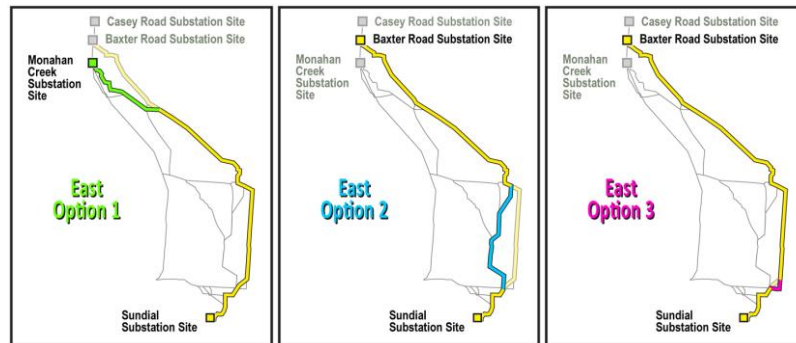 Casey Road Substation Site
Baxter Road Substation Site
Monahan
Creek
Substation
Site
East
Option 1
Sundial
Substation Site
Casey Road Substation Site
Baxter Road Substation Site
Monahan
Creek
Substation
Site
East
Option 2
Sundial
Substation Site
Casey Road Substation Site
Baxter Road Substation Site
Monahan
Creek
Substation
Site
East
Option 3
Sundial
Substation Site